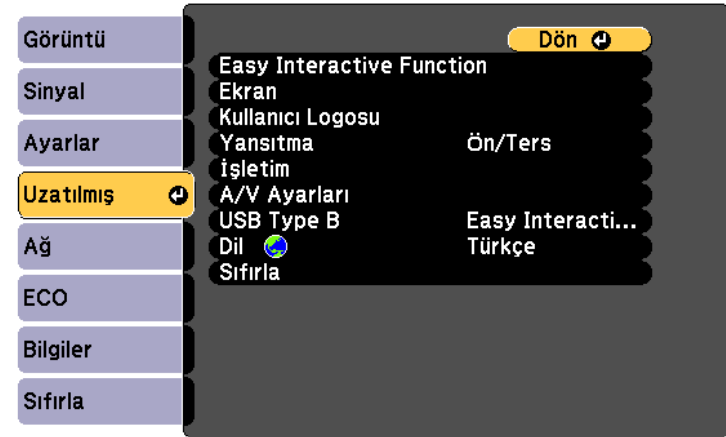 Görüntü
Sinyal
Ayarlar
Uzatılmış
Ağ
ECO
Bilgiler
Sıfırla
Dön
Easy Interactive Function
Ekran
Kullanıcı Logosu
Yansıtma Ön/Ters
İşletim
A/V Ayarları
USB Type B Easy Interacti...
Dil Türkçe
Sıfırla